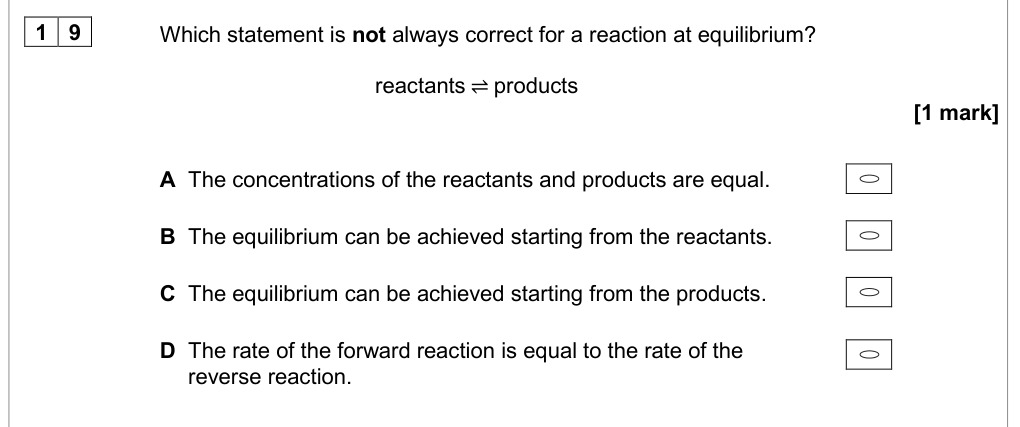 1 9 Which statement is not always correct for a reaction at equilibrium?
reactants ⇌ products
[1 mark]
A The concentrations of the reactants and products are equal.
B The equilibrium can be achieved starting from the reactants.
C The equilibrium can be achieved starting from the products.
D The rate of the forward reaction is equal to the rate of the
reverse reaction.